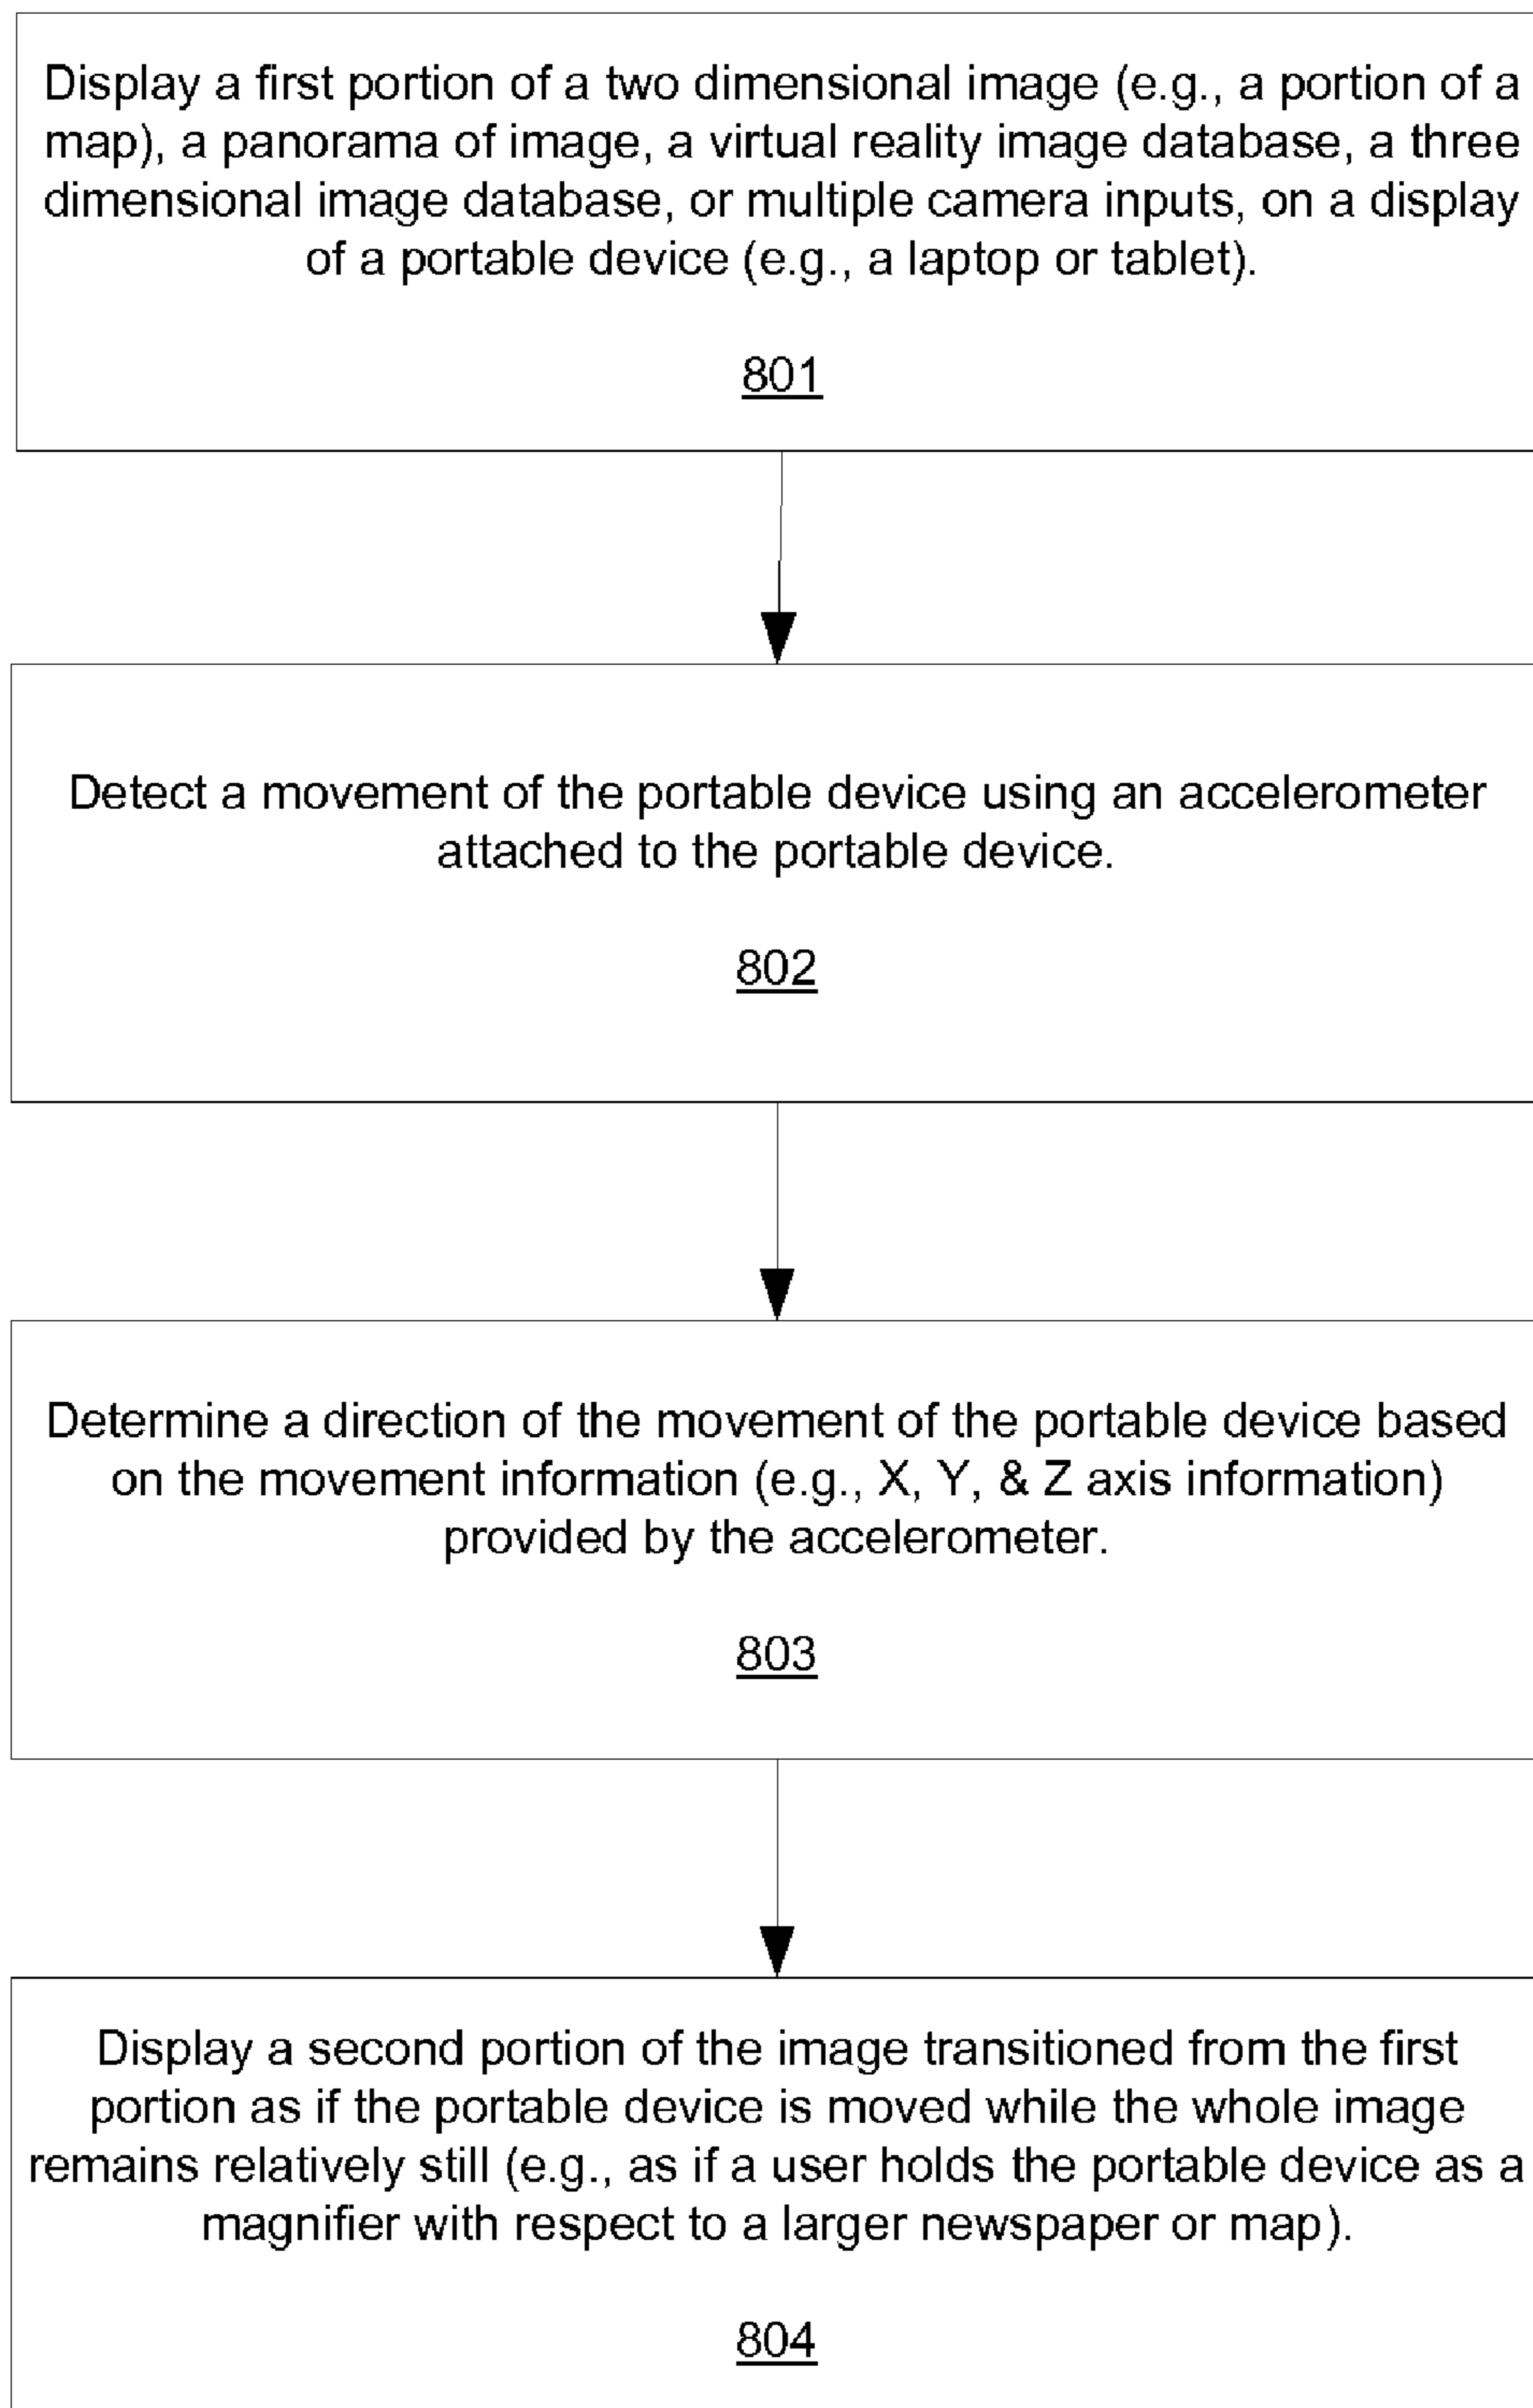 Display a first portion of a two dimensional image (e.g., a portion of a
map), a panorama of image, a virtual reality image database, a three
dimensional image database, or multiple camera inputs, on a display
of a portable device (e.g., a laptop or tablet).
801
Detect a movement of the portable device using an accelerometer
attached to the portable device.
802
Determine a direction of the movement of the portable device based
on the movement information (e.g., X, Y, & Z axis information)
provided by the accelerometer.
803
Display a second portion of the image transitioned from the first
portion as if the portable device is moved while the whole image
remains relatively still (e.g., as if a user holds the portable device as a
magnifier with respect to a larger newspaper or map).
804